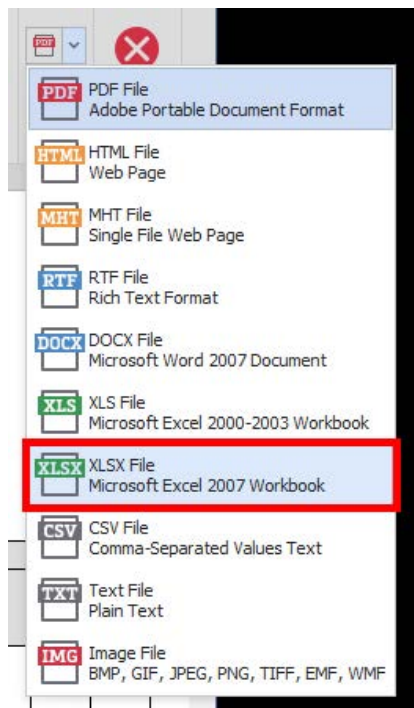 PDF
PDF
PDF File
Adobe Portable Document Format
HTML
HTML File
Web Page
MHT
MHT File
Single File Web Page
RTF
RTF File
Rich Text Format
DOCX
DOCX File
Microsoft Word 2007 Document
XLS
XLS File
Microsoft Excel 2000-2003 Workbook
XLSX
XLSX File
Microsoft Excel 2007 Workbook
CSV
CSV File
Comma-Separated Values Text
TXT
Text File
Plain Text
IMG
Image File
BMP, GIF, JPEG, PNG, TIFF, EMF, WMF